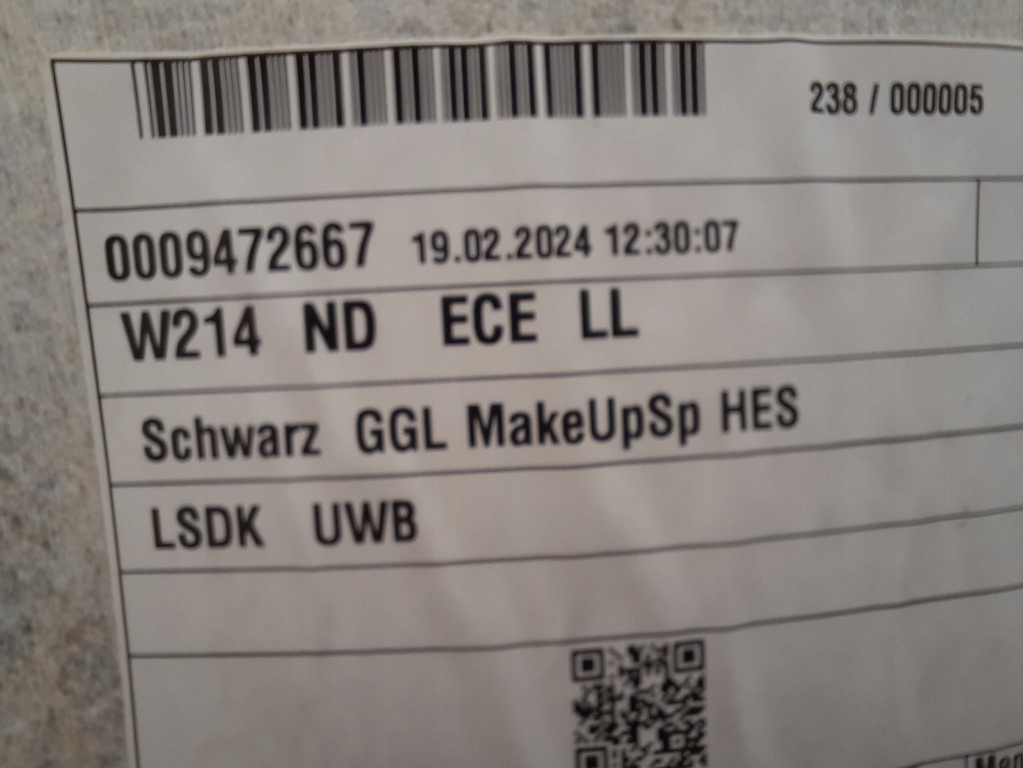 238 / 000005
0009472667 19.02.2024 12:30:07
W214 ND ECE LL
Schwarz GGL MakeUpSp HES
LSDK UWB